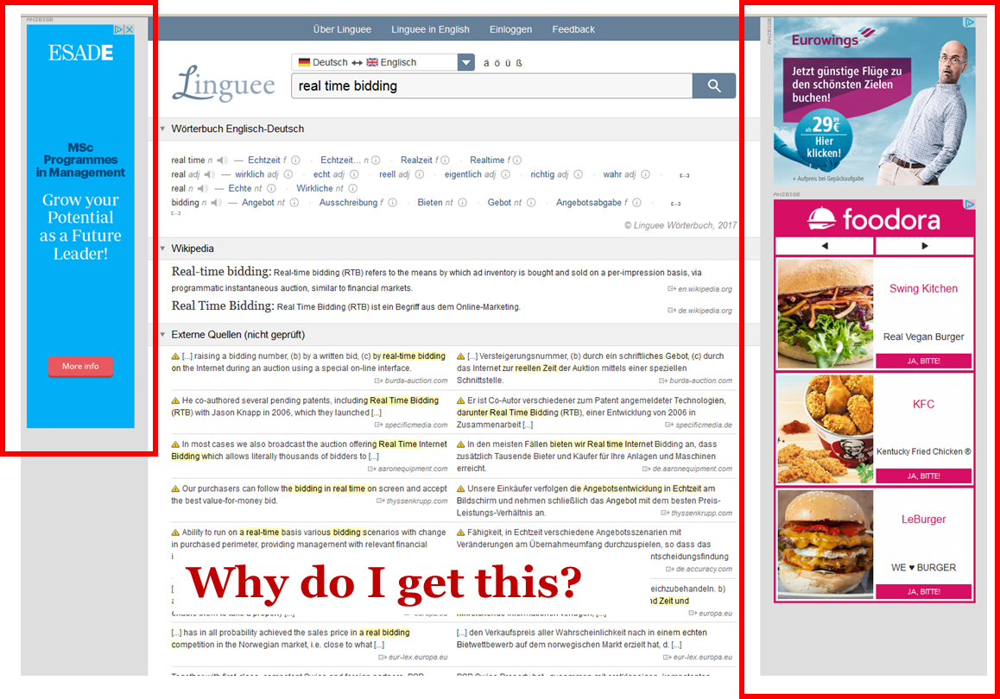 ANZEIGE
ESADE
MSc
Programmes
in Management
Grow your
Potential
as a Future
Leader!
More info
Über Linguee Linguee in English Einloggen Feedback
Linguee
Deutsch ↔ Englisch ä ö ü ß
real time bidding
Wörterbuch Englisch-Deutsch
real time n — Echtzeit f · Echtzeit... n · Realzeit f · Realtime f
real adj — wirklich adj · echt adj · reell adj · eigentlich adj · richtig adj · wahr adj ·
real n — Echte nt · Wirkliche nt
bidding n — Angebot nt · Ausschreibung f · Bieten nt · Gebot nt · Angebotsabgabe f ·
© Linguee Wörterbuch, 2017
Wikipedia
Real-time bidding: Real-time bidding (RTB) refers to the means by which ad inventory is bought and sold on a per-impression basis, via
programmatic instantaneous auction, similar to financial markets.
en.wikipedia.org
Real Time Bidding: Real Time Bidding (RTB) ist ein Begriff aus dem Online-Marketing.
de.wikipedia.org
Externe Quellen (nicht geprüft)
[...] raising a bidding number, (b) by a written bid, (c) by real-time bidding
on the Internet during an auction using a special on-line interface.
burda-auction.com
[...] Versteigerungsnummer, (b) durch ein schriftliches Gebot, (c) durch
das Internet zur reellen Zeit der Auktion mittels einer speziellen
Schnittstelle.
burda-auction.com
He co-authored several pending patents, including Real Time Bidding
(RTB) with Jason Knapp in 2006, which they launched [...]
specificmedia.com
Er ist Co-Autor verschiedener zum Patent angemeldeter Technologien,
darunter Real Time Bidding (RTB), einer Entwicklung von 2006 in
Zusammenarbeit [...]
specificmedia.de
In most cases we also broadcast the auction offering Real Time Internet
Bidding which allows literally thousands of bidders to [...]
aaronequipment.com
In den meisten Fällen bieten wir Real time Internet Bidding an, dass
zusätzlich Tausende Bieter und Käufer für Ihre Anlagen und Maschinen
erreicht.
de.aaronequipment.com
Our purchasers can follow the bidding in real time on screen and accept
the best value-for-money bid.
thyssenkrupp.com
Unsere Einkäufer verfolgen die Angebotsentwicklung in Echtzeit am
Bildschirm und nehmen schließlich das Angebot mit dem besten Preis-
Leistungs-Verhältnis an.
thyssenkrupp.com
Ability to run on a real-time basis various bidding scenarios with change
in purchased perimeter, providing management with relevant financial
Fähigkeit, in Echtzeit verschiedene Angebotsszenarien mit
Veränderungen am Übernahmeumfang durchzuspielen, so dass das
tscheidungsfindung
de.accuracy.com
Why do I get this?
eichzubehandeln. b)
d Zeit und
europa.eu
[...] has in all probability achieved the sales price in a real bidding
competition in the Norwegian market, i.e. close to what [...]
eur-lex.europa.eu
[...] den Verkaufspreis aller Wahrscheinlichkeit nach in einem echten
Bietwettbewerb auf dem norwegischen Markt erzielt hat, d. [...]
eur-lex.europa.eu
ANZEIGE
Eurowings
Jetzt günstige Flüge zu
den schönsten Zielen
buchen!
ab 29,99 €
Hier
klicken!
+ Aufpreis bei Gepäckaufgabe
ANZEIGE
foodora
Swing Kitchen
Real Vegan Burger
JA, BITTE!
KFC
Kentucky Fried Chicken ®
JA, BITTE!
LeBurger
WE ♥ BURGER
JA, BITTE!